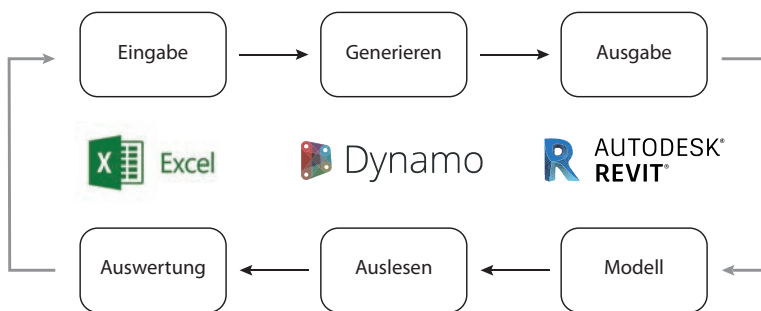 Eingabe
Generieren
Ausgabe
X
Excel
Dynamo
R
AUTODESK®
REVIT®
Auswertung
Auslesen
Modell